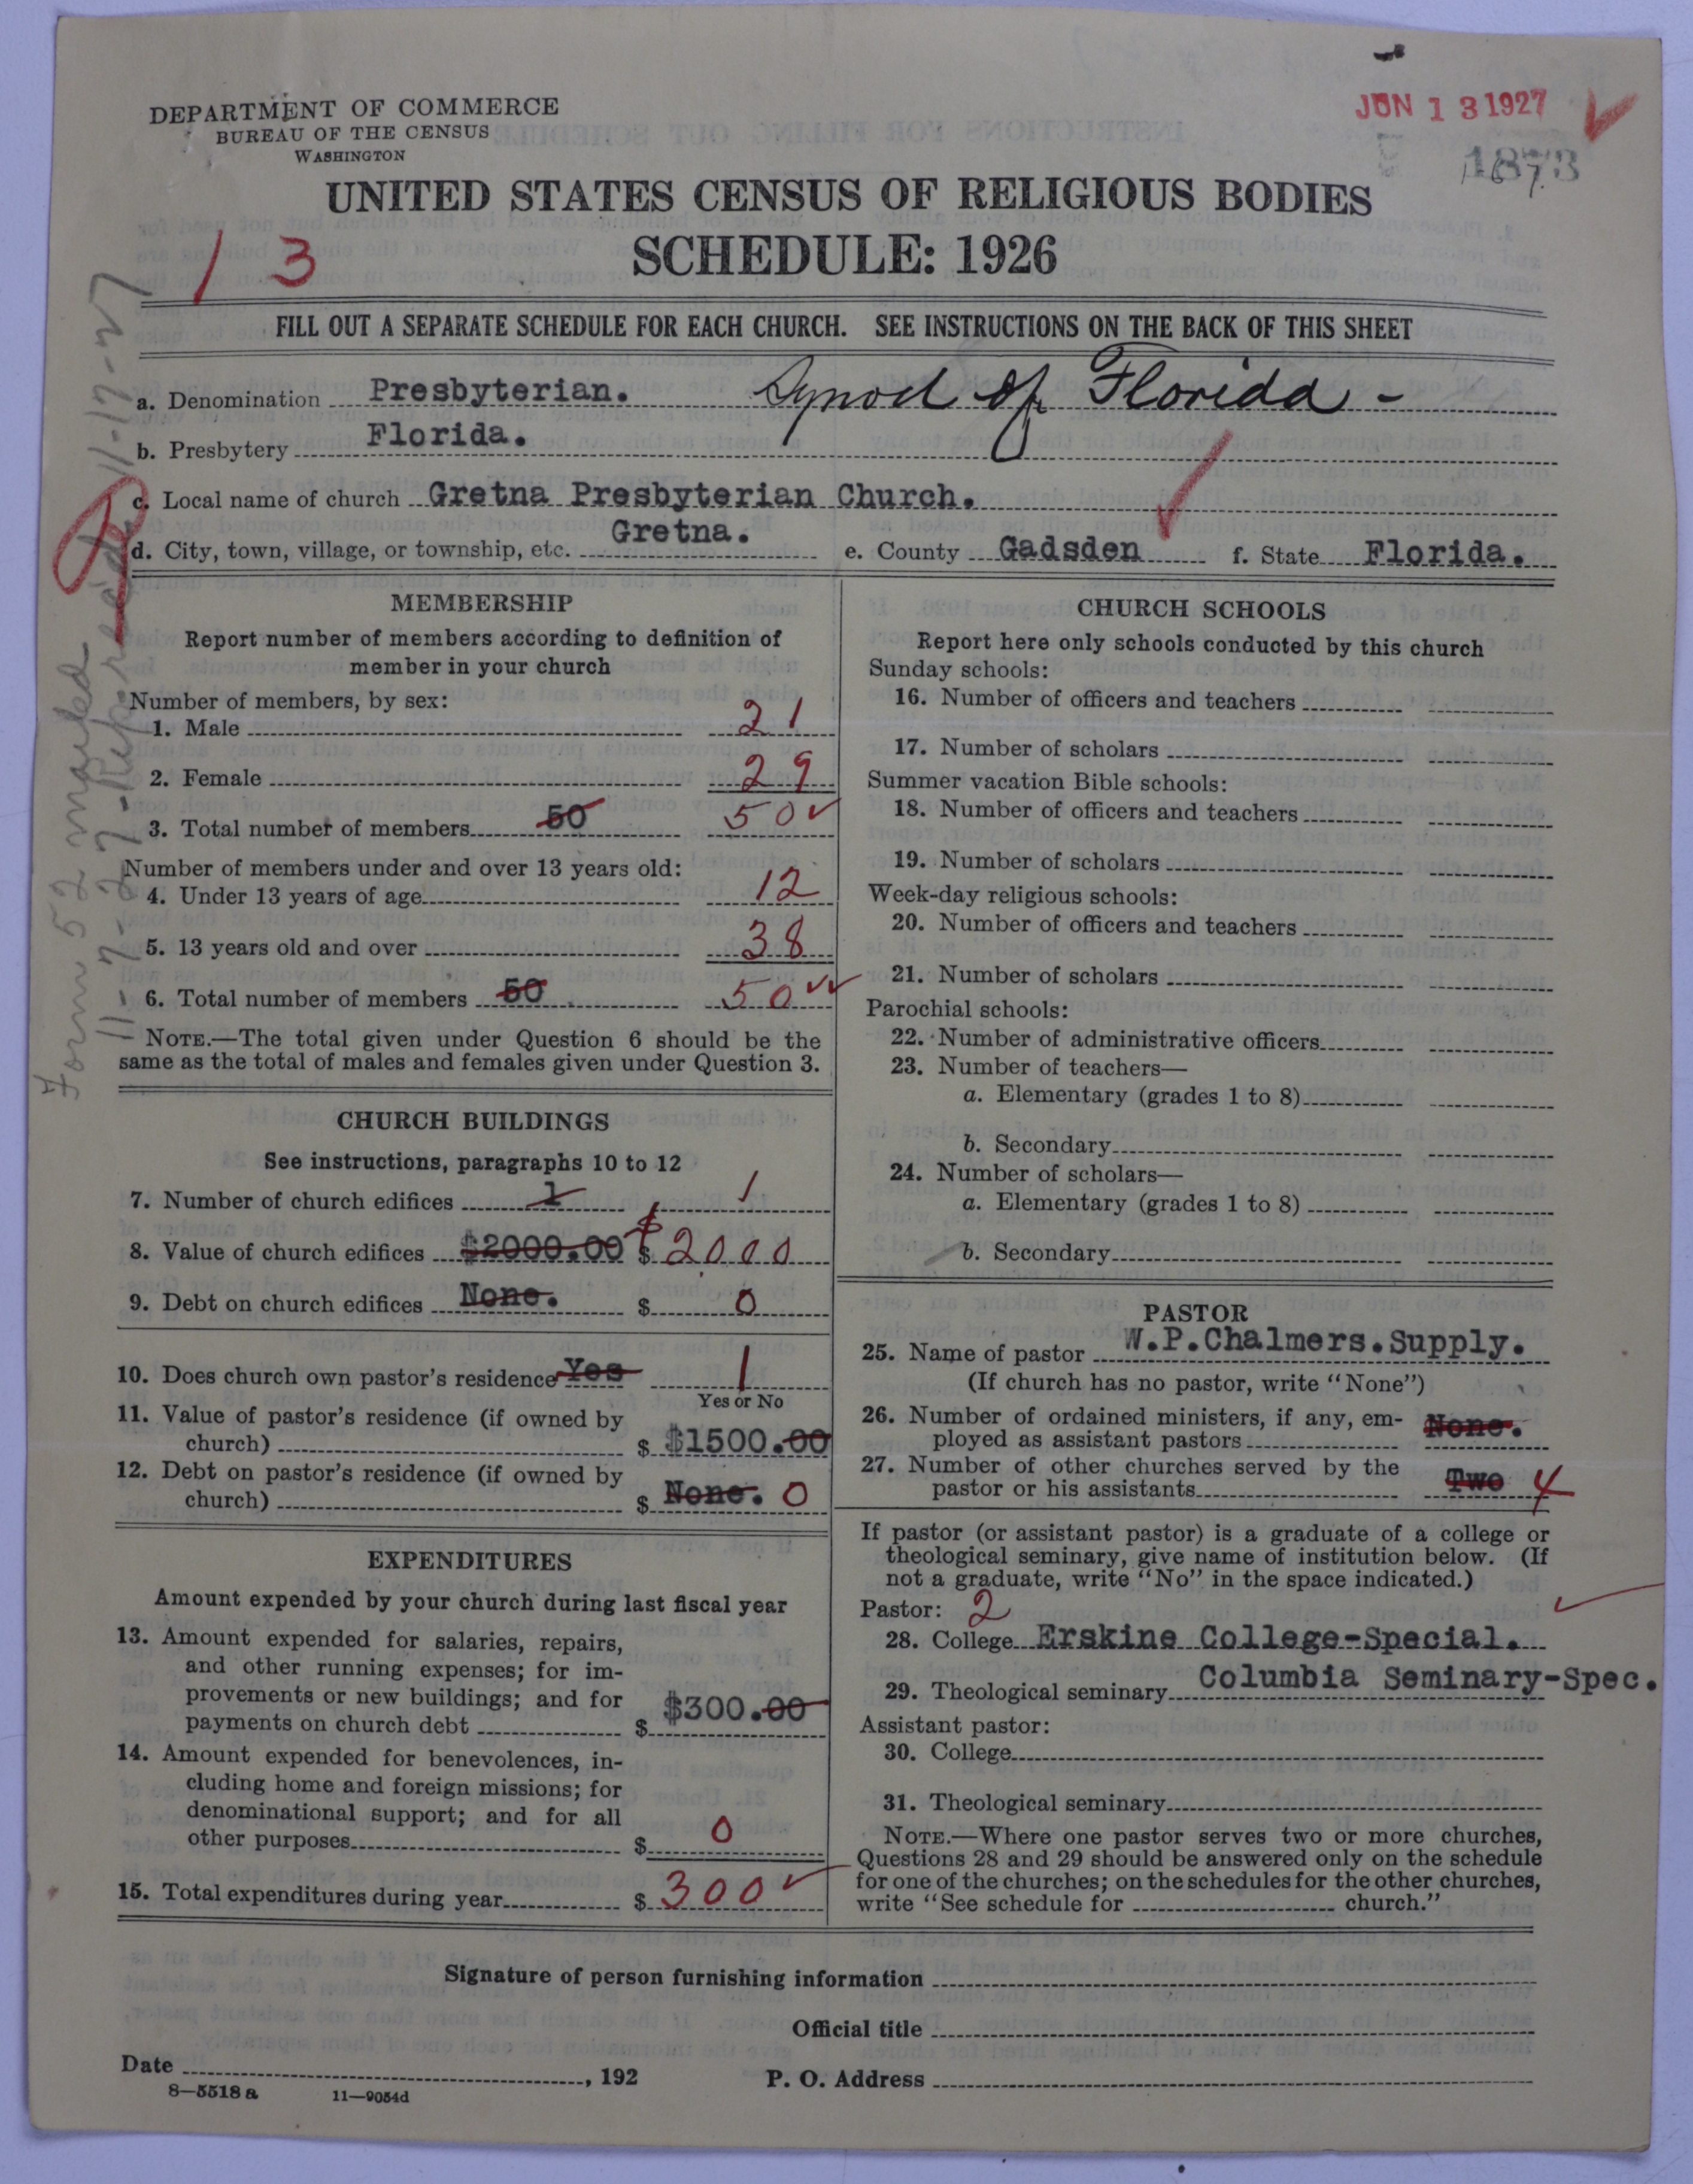 DEPARTMENT OF COMMERCE
BUREAU OF THE CENSUS
WASHINGTON
JUN 13 1927
UNITED STATES CENSUS OF RELIGIOUS BODIES
SCHEDULE: 1926
1 3
FILL OUT A SEPARATE SCHEDULE FOR EACH CHURCH. SEE INSTRUCTIONS ON THE BACK OF THIS SHEET
a. Denomination Presbyterian. Synod of Florida -
b. Presbytery Florida.
c. Local name of church Gretna Presbyterian Church.
d. City, town, village, or township, etc. Gretna. e. County Gadsden f. State Florida.
Form 52 mailed
11-7-27-Rep. rec'd 11-17-27
MEMBERSHIP
Report number of members according to definition of
member in your church
Number of members, by sex:
1. Male 21
2. Female 29
3. Total number of members 50 50 ✓
Number of members under and over 13 years old:
4. Under 13 years of age 12
5. 13 years old and over 38
6. Total number of members 50 50 ✓✓
NOTE.—The total given under Question 6 should be the
same as the total of males and females given under Question 3.
CHURCH BUILDINGS
See instructions, paragraphs 10 to 12
7. Number of church edifices 1 1
8. Value of church edifices $2000.00 $ 2000
9. Debt on church edifices None. $ 0
10. Does church own pastor's residence Yes 1
Yes or No
11. Value of pastor's residence (if owned by
church) $ $1500.00
12. Debt on pastor's residence (if owned by
church) $ None. 0
EXPENDITURES
Amount expended by your church during last fiscal year
13. Amount expended for salaries, repairs,
and other running expenses; for im-
provements or new buildings; and for
payments on church debt $ $300.00
14. Amount expended for benevolences, in-
cluding home and foreign missions; for
denominational support; and for all
other purposes $ 0
15. Total expenditures during year $ 300 ✓
CHURCH SCHOOLS
Report here only schools conducted by this church
Sunday schools:
16. Number of officers and teachers
17. Number of scholars
Summer vacation Bible schools:
18. Number of officers and teachers
19. Number of scholars
Week-day religious schools:
20. Number of officers and teachers
21. Number of scholars
Parochial schools:
22. Number of administrative officers
23. Number of teachers—
a. Elementary (grades 1 to 8)
b. Secondary
24. Number of scholars—
a. Elementary (grades 1 to 8)
b. Secondary
PASTOR
25. Name of pastor W.P.Chalmers.Supply.
(If church has no pastor, write "None")
26. Number of ordained ministers, if any, em-
ployed as assistant pastors None.
27. Number of other churches served by the
pastor or his assistants Two 4
If pastor (or assistant pastor) is a graduate of a college or
theological seminary, give name of institution below. (If
not a graduate, write "No" in the space indicated.)
Pastor: 2
28. College Erskine College-Special.
29. Theological seminary Columbia Seminary-Spec.
Assistant pastor:
30. College
31. Theological seminary
NOTE.—Where one pastor serves two or more churches,
Questions 28 and 29 should be answered only on the schedule
for one of the churches; on the schedules for the other churches,
write "See schedule for church."
Signature of person furnishing information
Official title
Date , 192 P. O. Address
8—5518 a 11—9054d